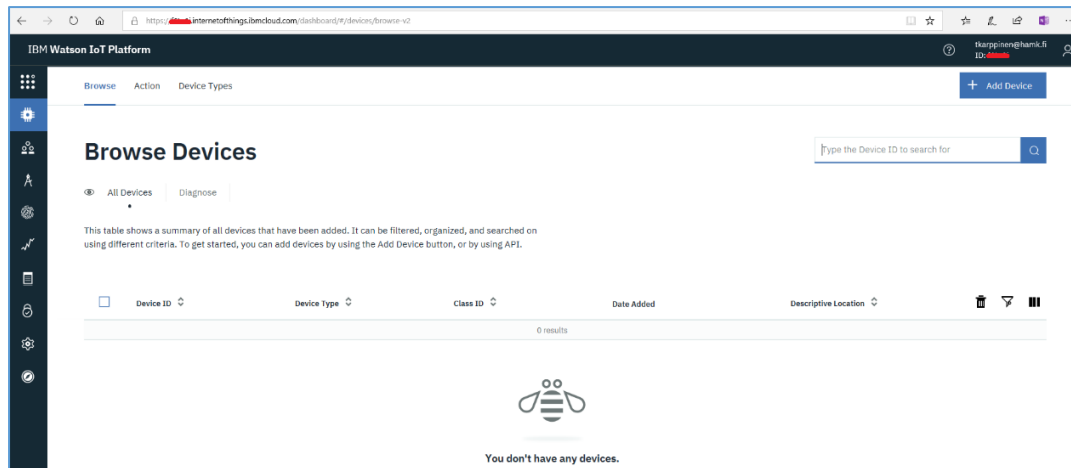 https:/ .internetofthings.ibmcloud.com/dashboard/#/devices/browse-v2
IBM Watson IoT Platform
tkarppinen@hamk.fi
ID:
Browse Action Device Types
+ Add Device
Browse Devices
Type the Device ID to search for
All Devices Diagnose
This table shows a summary of all devices that have been added. It can be filtered, organized, and searched on
using different criteria. To get started, you can add devices by using the Add Device button, or by using API.
Device ID Device Type Class ID Date Added Descriptive Location
0 results
You don't have any devices.